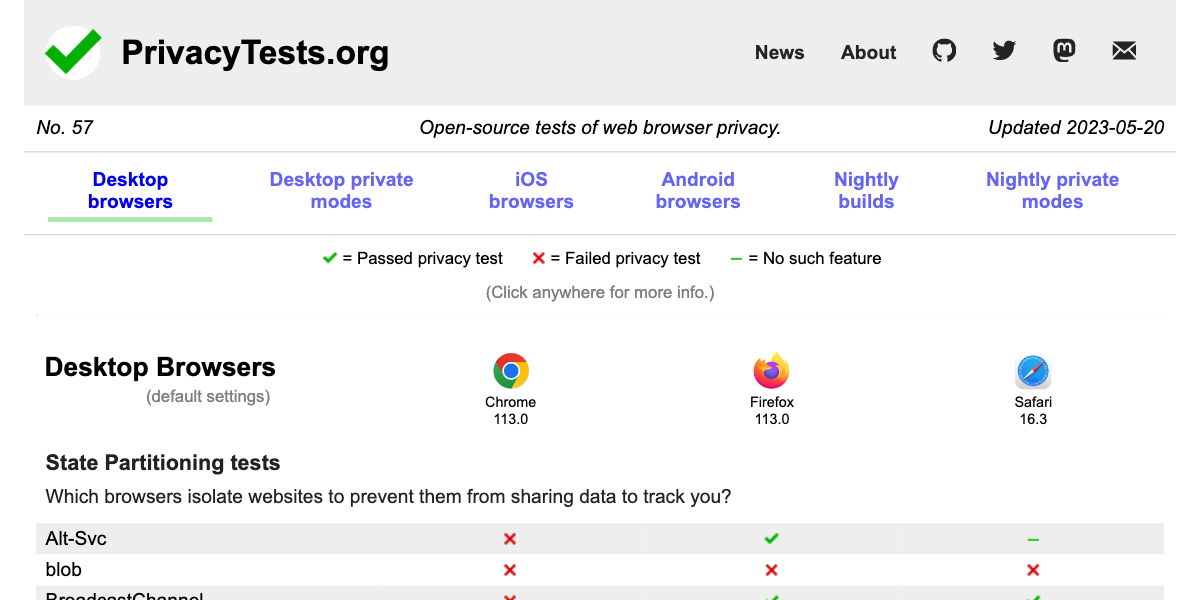 PrivacyTests.org
News About
No. 57 Open-source tests of web browser privacy. Updated 2023-05-20
Desktop browsers Desktop private modes iOS browsers Android browsers Nightly builds Nightly private modes
= Passed privacy test = Failed privacy test = No such feature
(Click anywhere for more info.)
Desktop Browsers
(default settings)
Chrome 113.0 Firefox 113.0 Safari 16.3
State Partitioning tests
Which browsers isolate websites to prevent them from sharing data to track you?
Alt-Svc
blob
BroadcastChannel